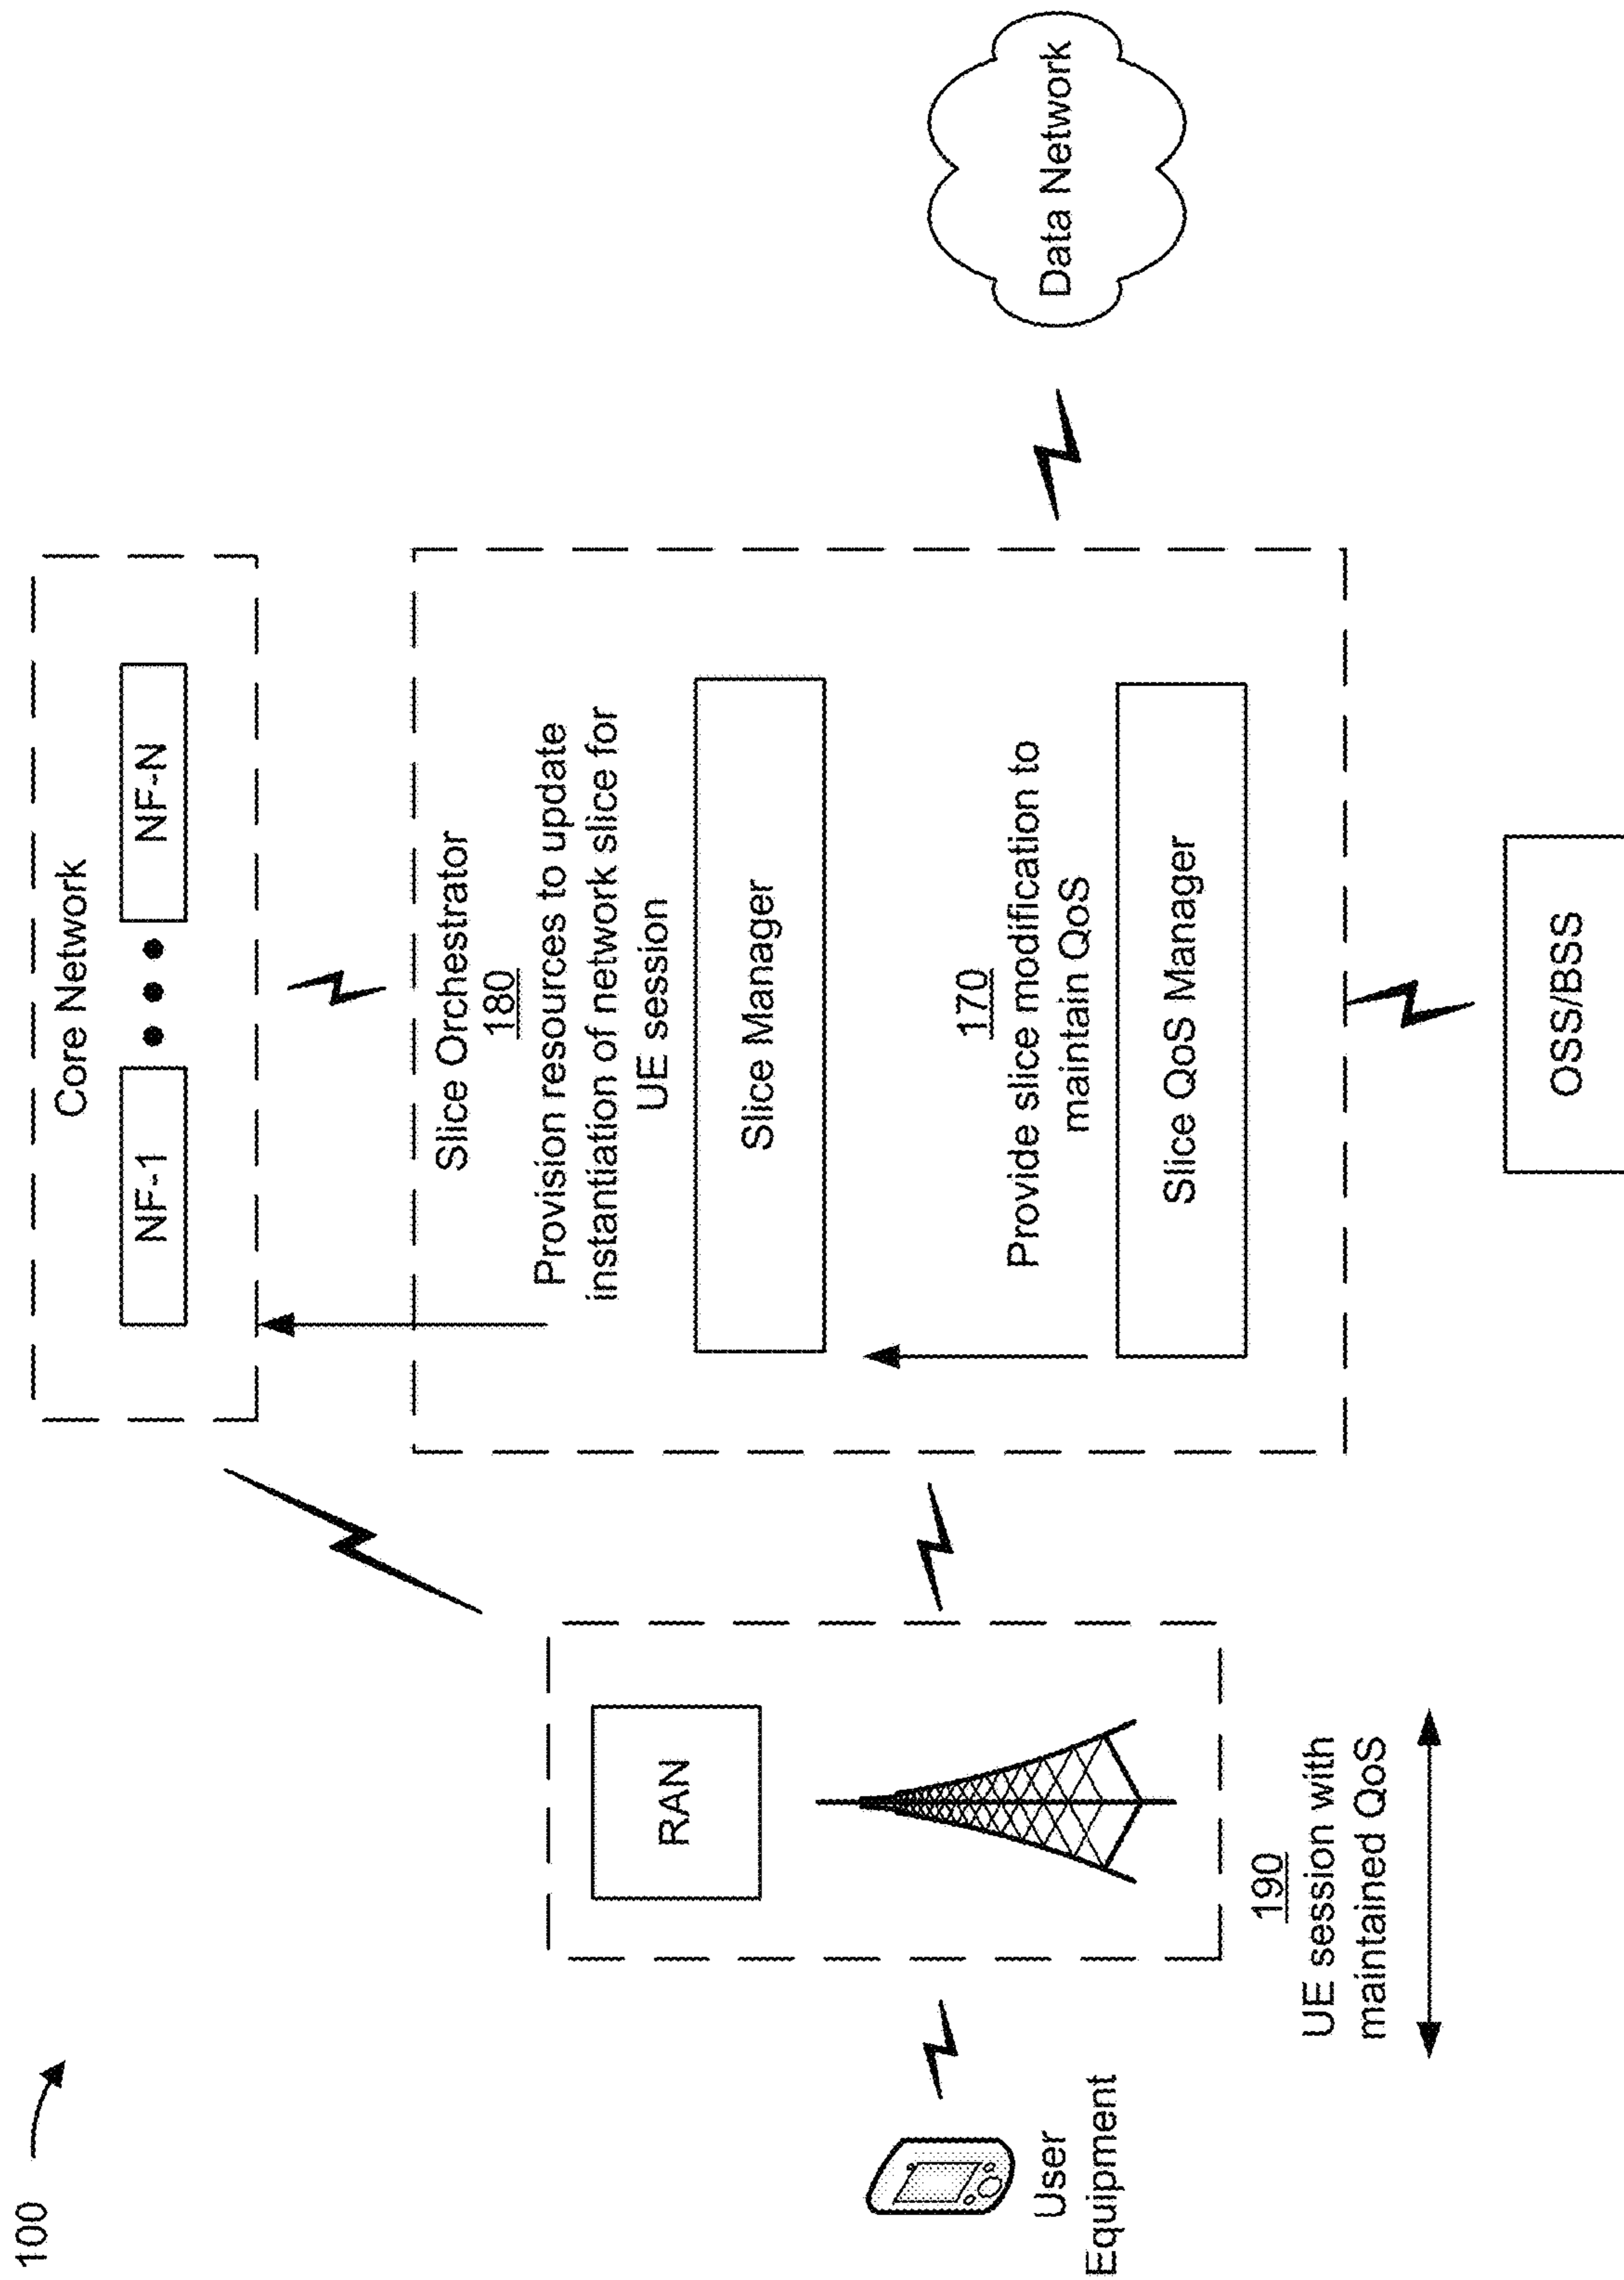 100
Core Network
NF-1
NF-N
Slice Orchestrator
180
Provision resources to update
instantiation of network slice for
UE session
Slice Manager
170
Provide slice modification to
maintain QoS
Slice QoS Manager
RAN
User
Equipment
Data Network
190
UE session with
maintained QoS
OSS/BSS